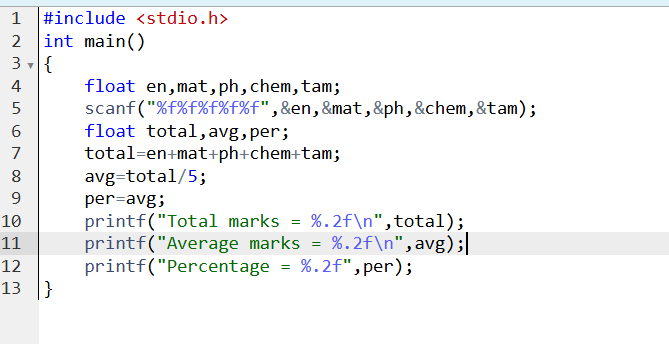 1 #include <stdio.h>
2 int main()
3 {
4     float en,mat,ph,chem,tam;
5     scanf("%f%f%f%f%f",&en,&mat,&ph,&chem,&tam);
6     float total,avg,per;
7     total=en+mat+ph+chem+tam;
8     avg=total/5;
9     per=avg;
10     printf("Total marks = %.2f\n",total);
11     printf("Average marks = %.2f\n",avg);
12     printf("Percentage = %.2f",per);
13 }